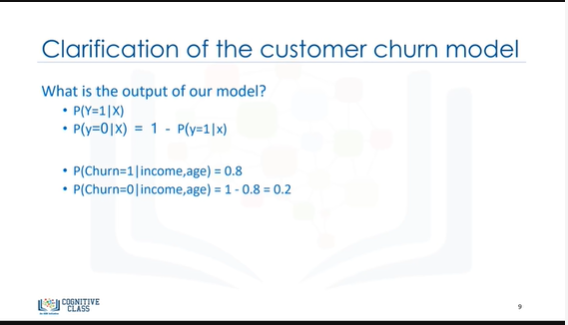 Clarification of the customer churn model
What is the output of our model?
• P(Y=1|X)
• P(y=0|X) = 1 - P(y=1|x)
• P(Churn=1|income,age) = 0.8
• P(Churn=0|income,age) = 1 - 0.8 = 0.2
COGNITIVE
CLASS
9